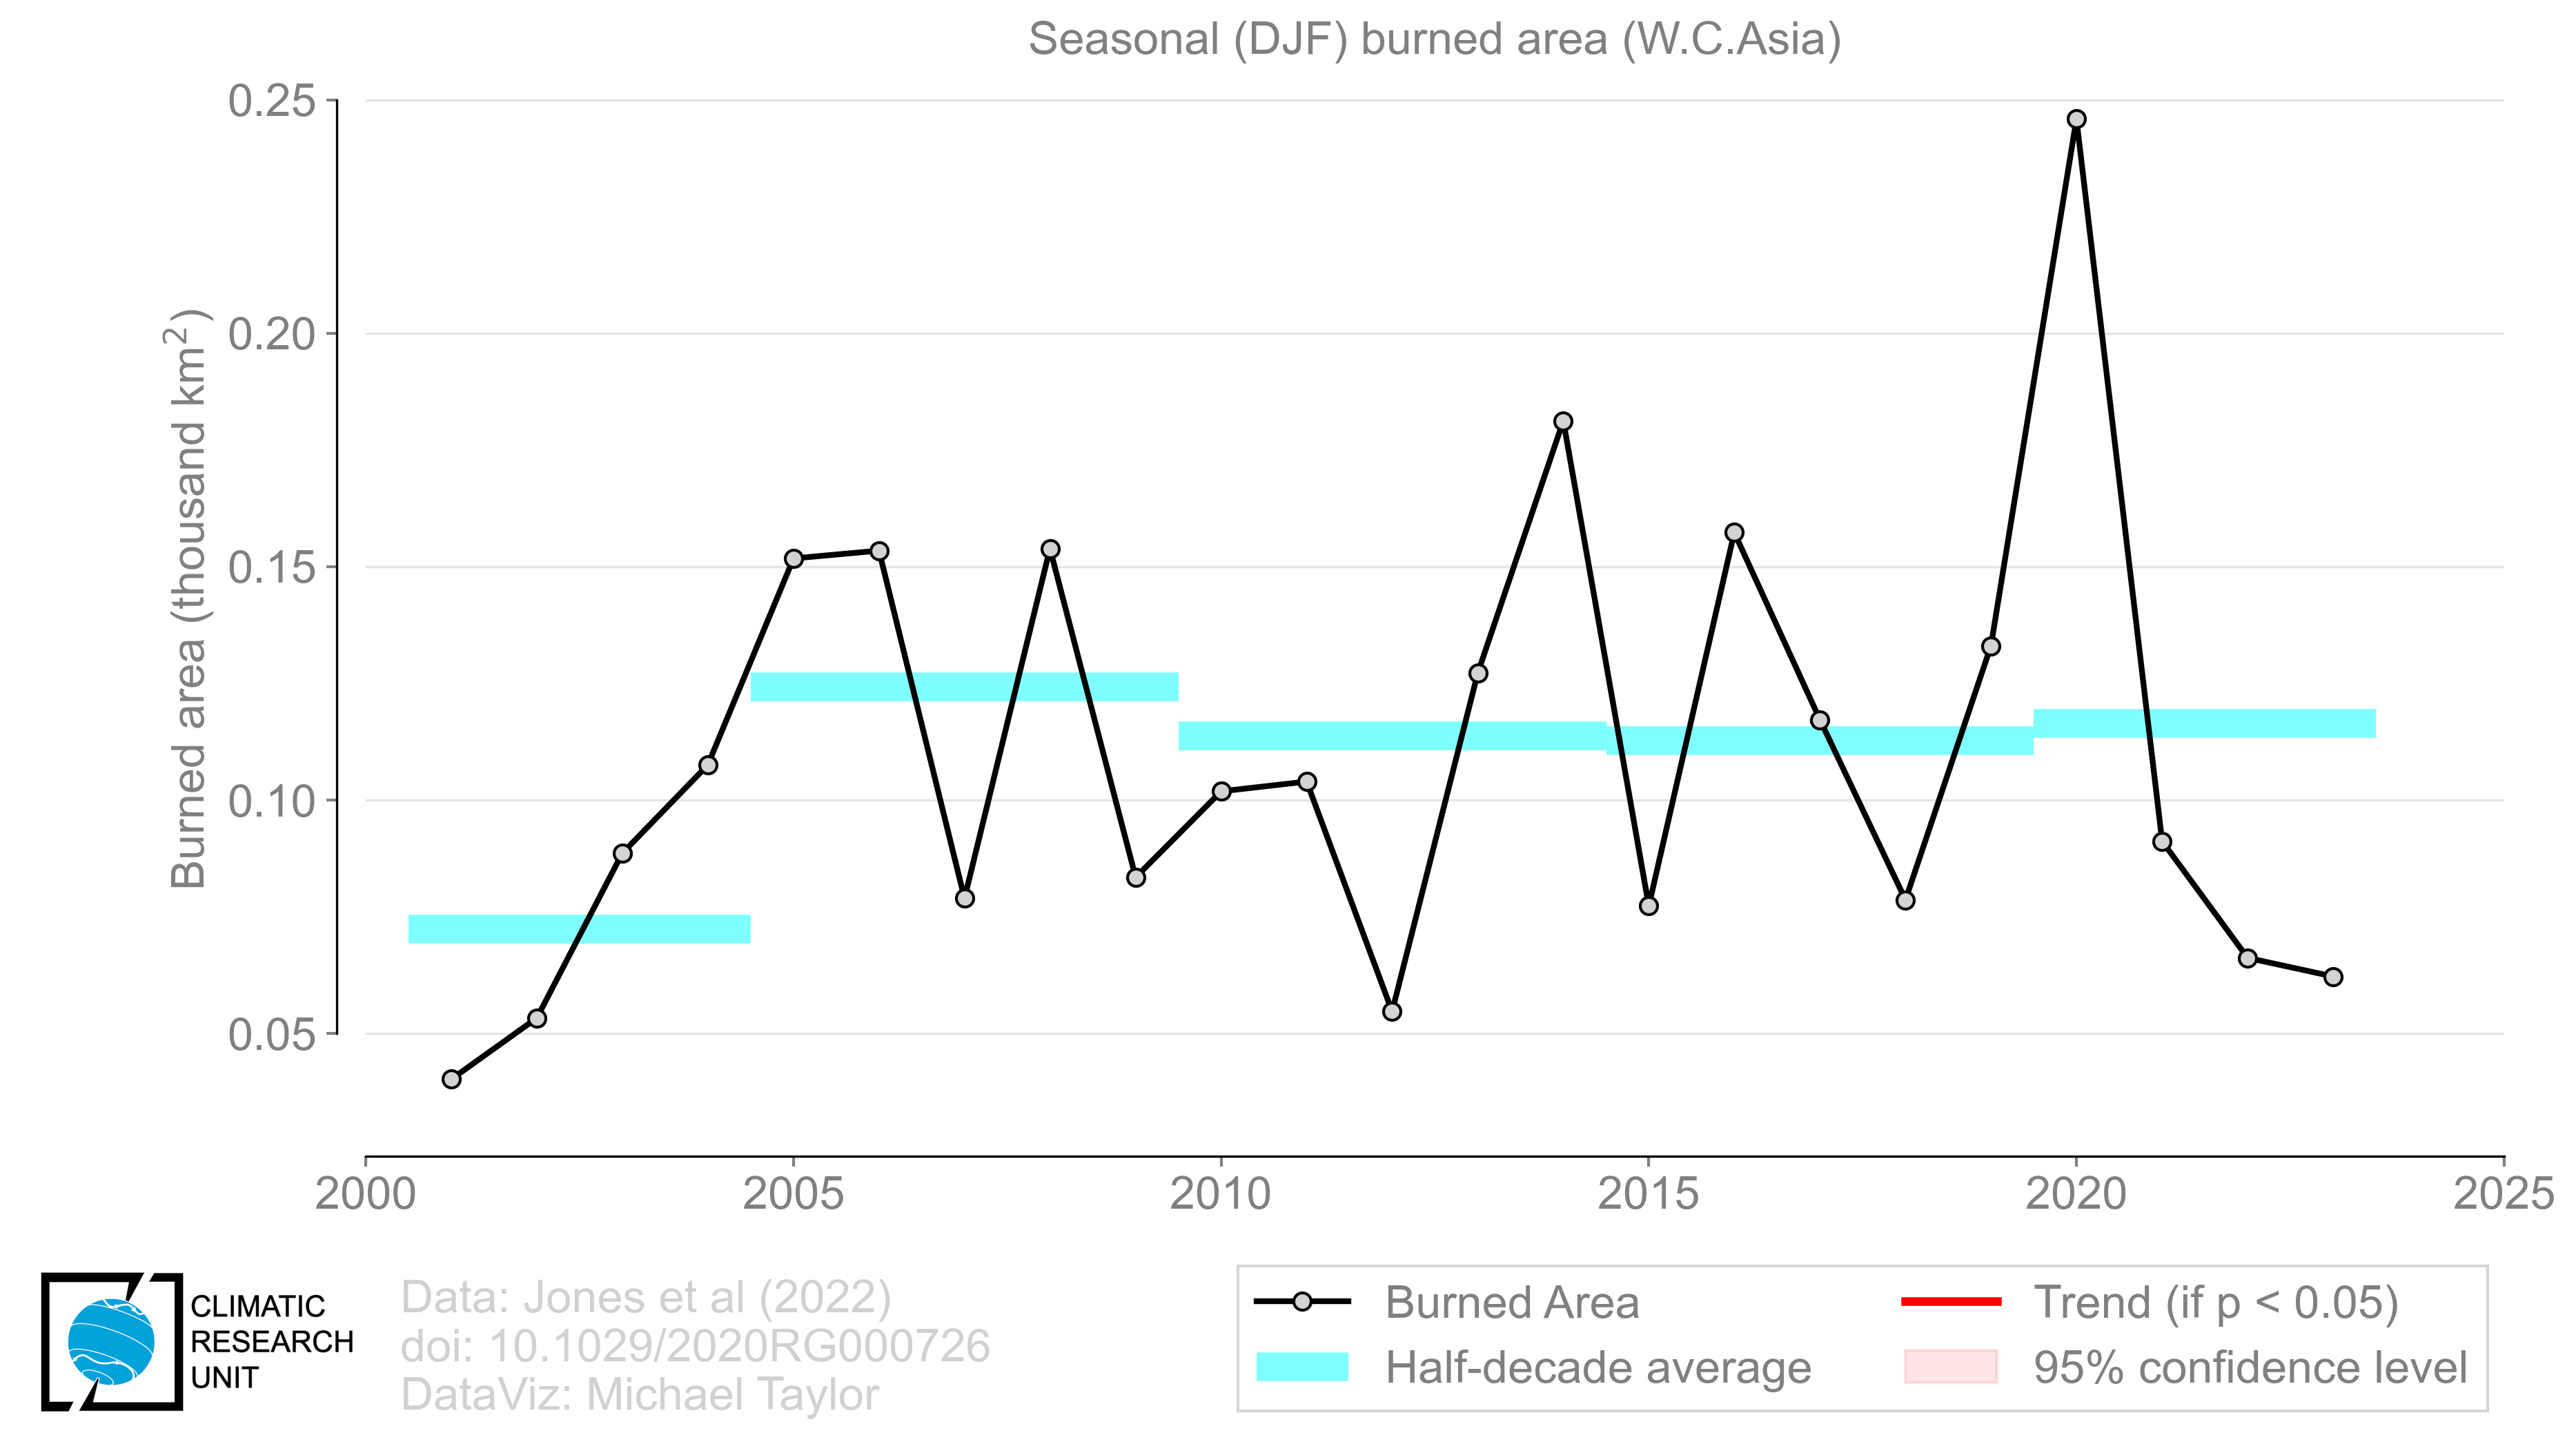 Seasonal (DJF) burned area (W.C.Asia)
0.25
0.20
0.15
0.10
0.05
Burned area (thousand km²)
2000 2005 2010 2015 2020 2025
CLIMATIC
RESEARCH
UNIT
Data: Jones et al (2022)
doi: 10.1029/2020RG000726
DataViz: Michael Taylor
Burned Area
Half-decade average
Trend (if p < 0.05)
95% confidence level